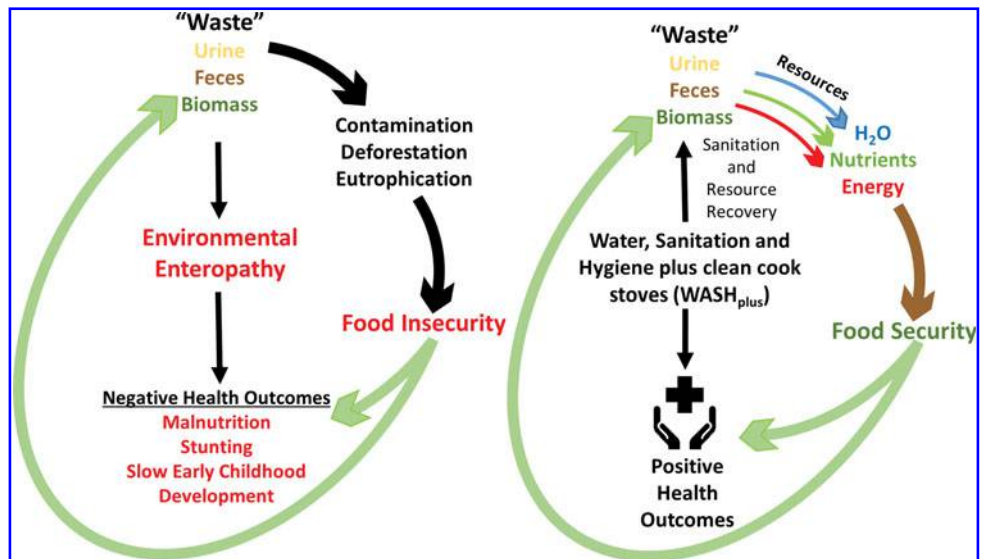 “Waste”
Urine
Feces
Biomass
Contamination
Deforestation
Eutrophication
Environmental
Enteropathy
Food Insecurity
Negative Health Outcomes
Malnutrition
Stunting
Slow Early Childhood
Development
“Waste”
Urine
Feces
Biomass
Resources
H₂O
Nutrients
Energy
Sanitation
and
Resource
Recovery
Water, Sanitation and
Hygiene plus clean cook
stoves (WASHplus)
Food Security
Positive
Health
Outcomes